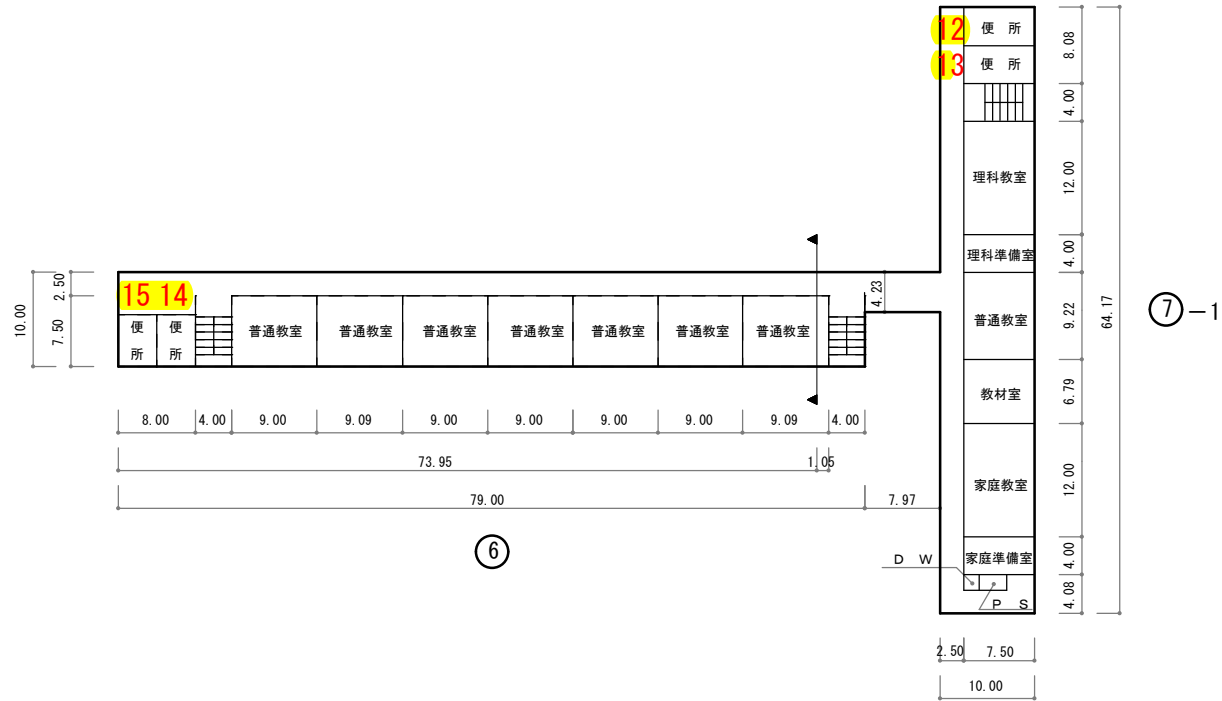 12 便 所
13 便 所
8.08
4.00
理科教室
12.00
理科準備室
4.00
普通教室
9.22
教材室
6.79
家庭教室
12.00
家庭準備室
4.00
4.08
64.17
⑦-1
D W
P S
2.50 7.50
10.00
10.00
2.50
7.50
15 14
便所 便所
普通教室 普通教室 普通教室 普通教室 普通教室 普通教室 普通教室
4.23
8.00 4.00 9.00 9.09 9.00 9.00 9.00 9.00 9.09 4.00
73.95 1.05
79.00 7.97
⑥